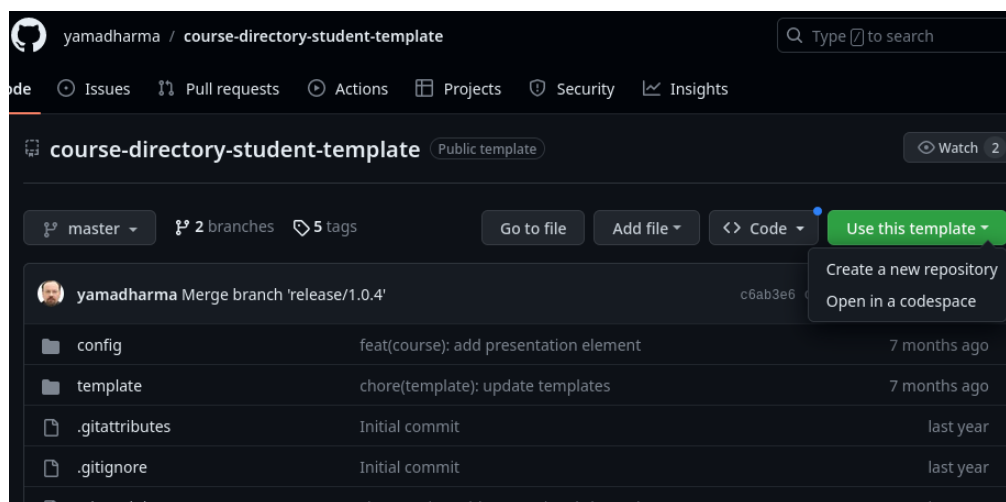 yamadharma / course-directory-student-template
Type / to search
ode Issues Pull requests Actions Projects Security Insights
course-directory-student-template Public template
Watch 2
master 2 branches 5 tags Go to file Add file <> Code Use this template
Create a new repository
Open in a codespace
yamadharma Merge branch 'release/1.0.4' c6ab3e6
config feat(course): add presentation element 7 months ago
template chore(template): update templates 7 months ago
.gitattributes Initial commit last year
.gitignore Initial commit last year